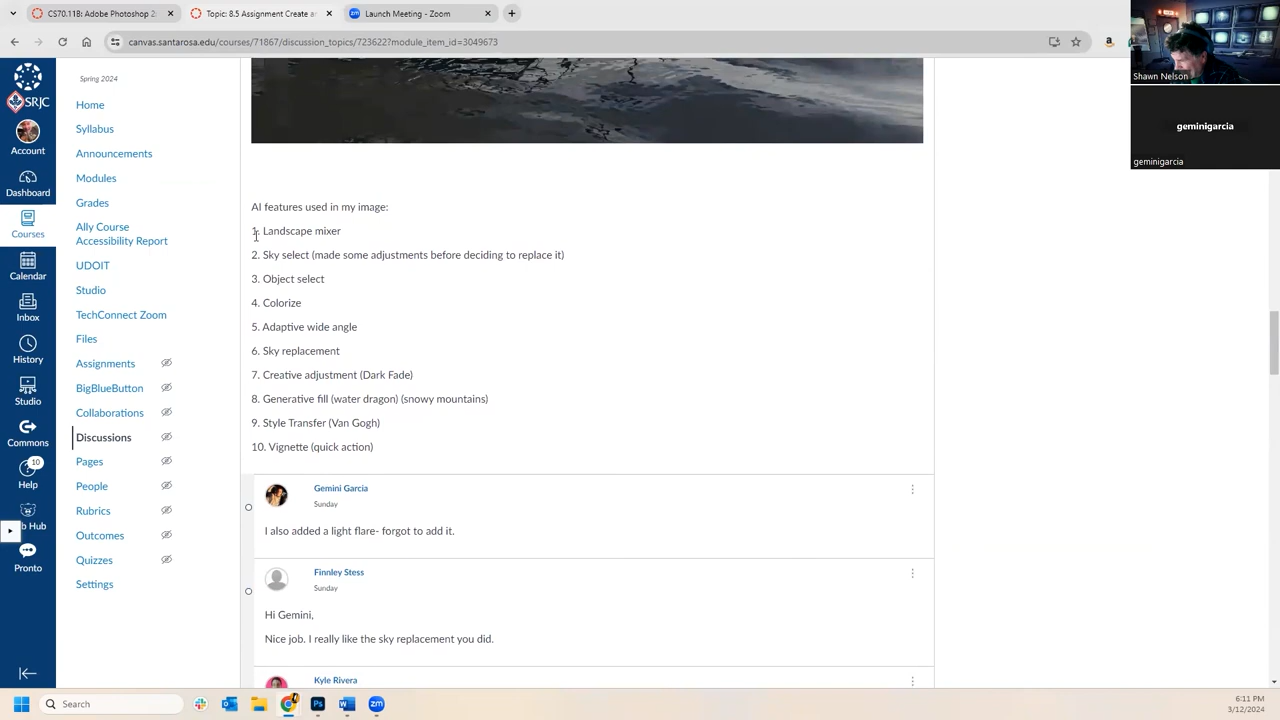 CS70.11B: Adobe Photoshop 2
Topic: 8.5 Assignment Create ar
Launch Meeting - Zoom
canvas.santarosa.edu/courses/71867/discussion_topics/723622?module_item_id=3049673
Shawn Nelson
geminigarcia
geminigarcia
SRJC
Account
Dashboard
Courses
Calendar
Inbox
History
Studio
Commons
10
Help
Hub
Pronto
Spring 2024
Home
Syllabus
Announcements
Modules
Grades
Ally Course
Accessibility Report
UDOIT
Studio
TechConnect Zoom
Files
Assignments
BigBlueButton
Collaborations
Discussions
Pages
People
Rubrics
Outcomes
Quizzes
Settings
AI features used in my image:
1. Landscape mixer
2. Sky select (made some adjustments before deciding to replace it)
3. Object select
4. Colorize
5. Adaptive wide angle
6. Sky replacement
7. Creative adjustment (Dark Fade)
8. Generative fill (water dragon) (snowy mountains)
9. Style Transfer (Van Gogh)
10. Vignette (quick action)
Gemini Garcia
Sunday
I also added a light flare- forgot to add it.
Finnley Stess
Sunday
Hi Gemini,
Nice job. I really like the sky replacement you did.
Kyle Rivera
Search
6:11 PM
3/12/2024